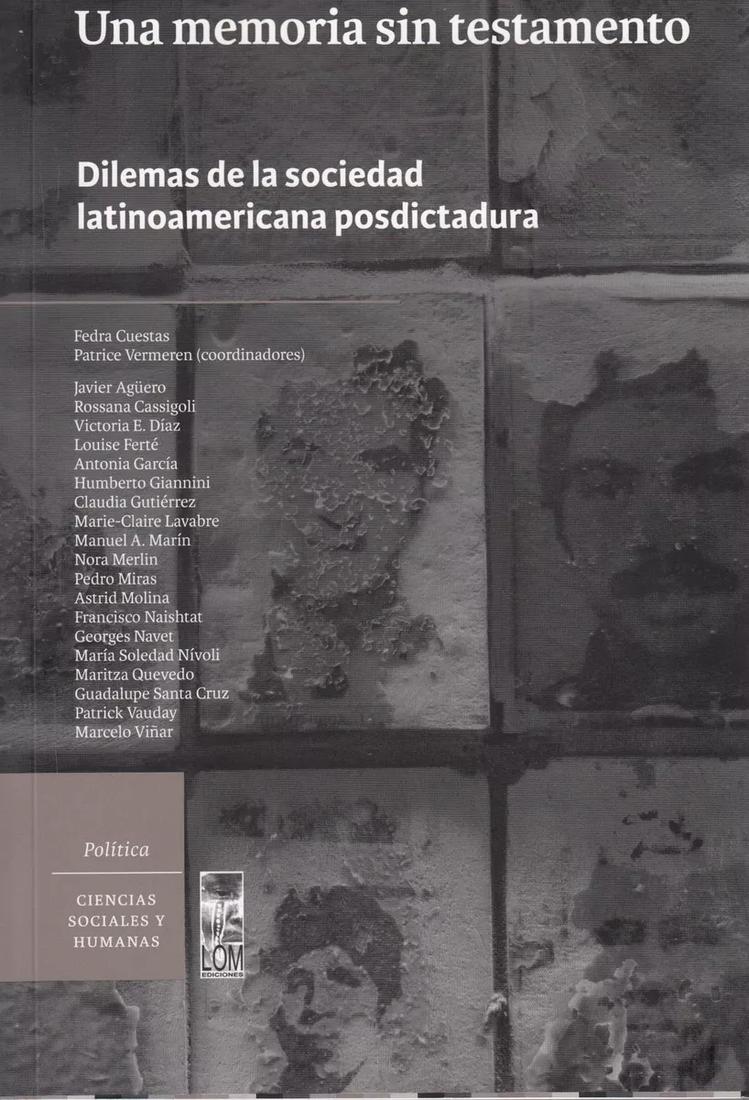 Una memoria sin testamento
Dilemas de la sociedad
latinoamericana posdictadura
Fedra Cuestas
Patrice Vermeren (coordinadores)
Javier Agüero
Rossana Cassigoli
Victoria E. Díaz
Louise Ferté
Antonia García
Humberto Giannini
Claudia Gutiérrez
Marie-Claire Lavabre
Manuel A. Marín
Nora Merlin
Pedro Miras
Astrid Molina
Francisco Naishtat
Georges Navet
María Soledad Nívoli
Maritza Quevedo
Guadalupe Santa Cruz
Patrick Vauday
Marcelo Viñar
Política
CIENCIAS
SOCIALES Y
HUMANAS
LOM
EDICIONES